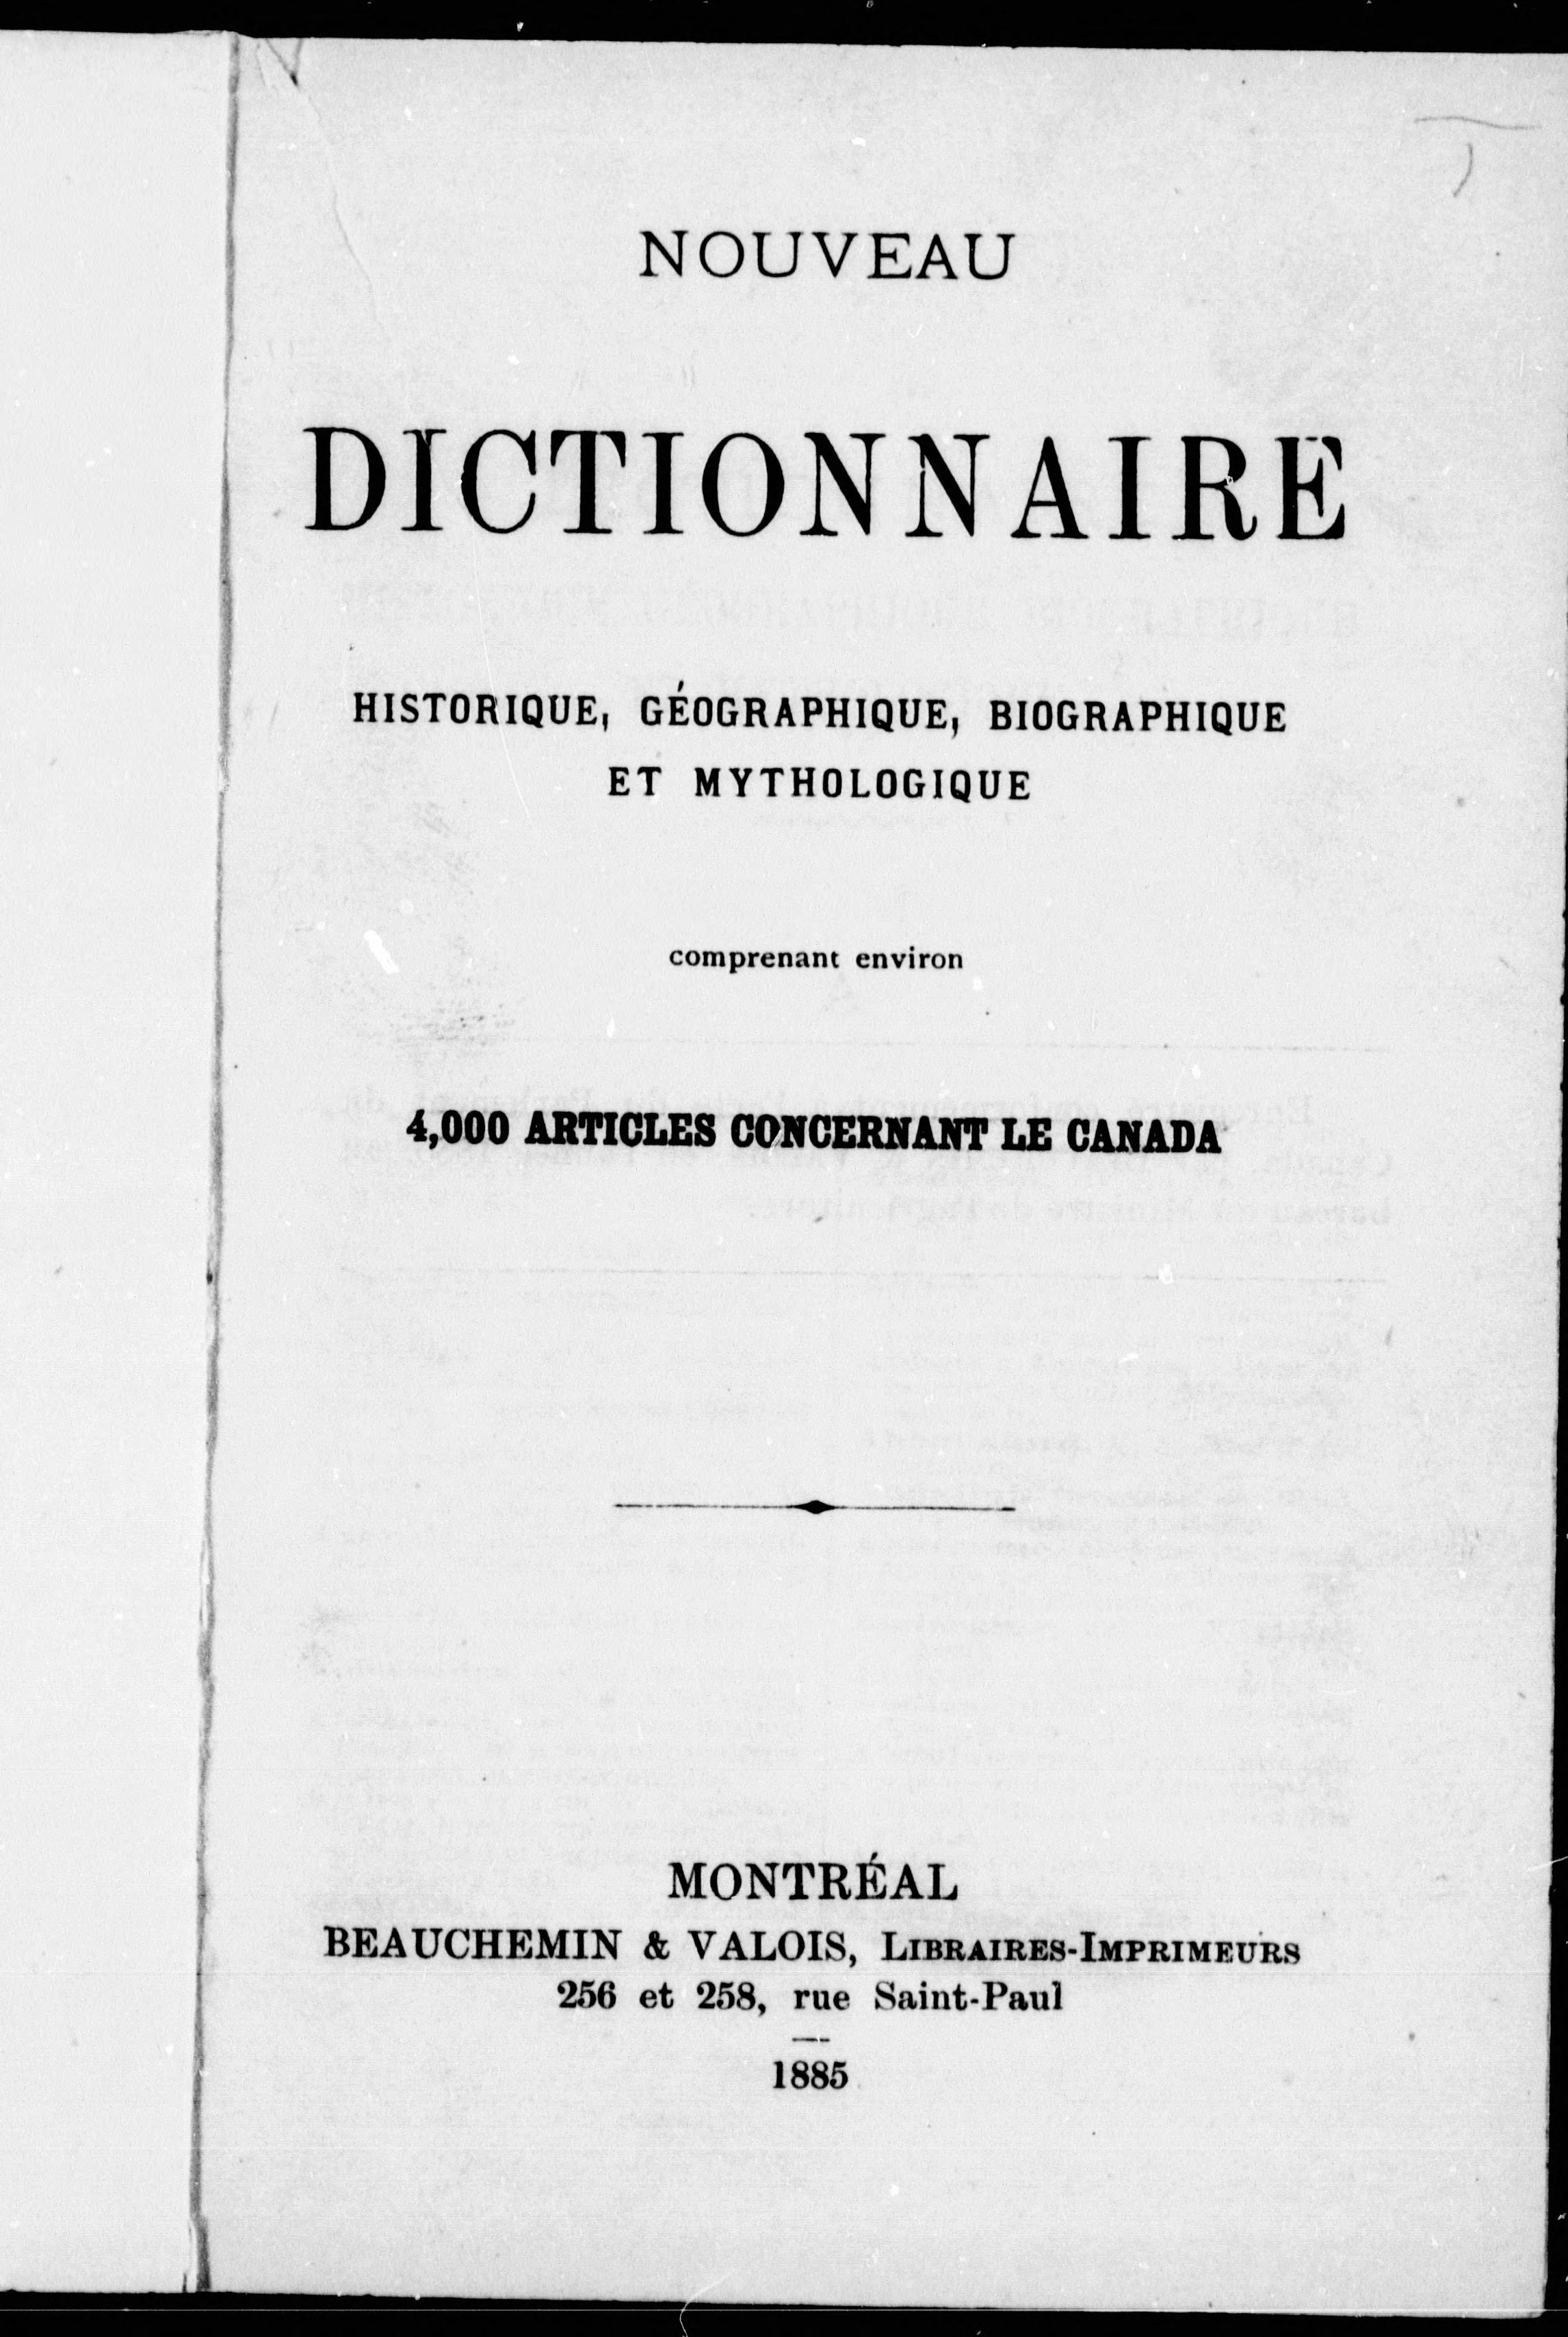 NOUVEAU
DICTIONNAIRE
HISTORIQUE, GÉOGRAPHIQUE, BIOGRAPHIQUE
ET MYTHOLOGIQUE
comprenant environ
4,000 ARTICLES CONCERNANT LE CANADA
MONTRÉAL
BEAUCHEMIN & VALOIS, LIBRAIRES-IMPRIMEURS
256 et 258, rue Saint-Paul
1885